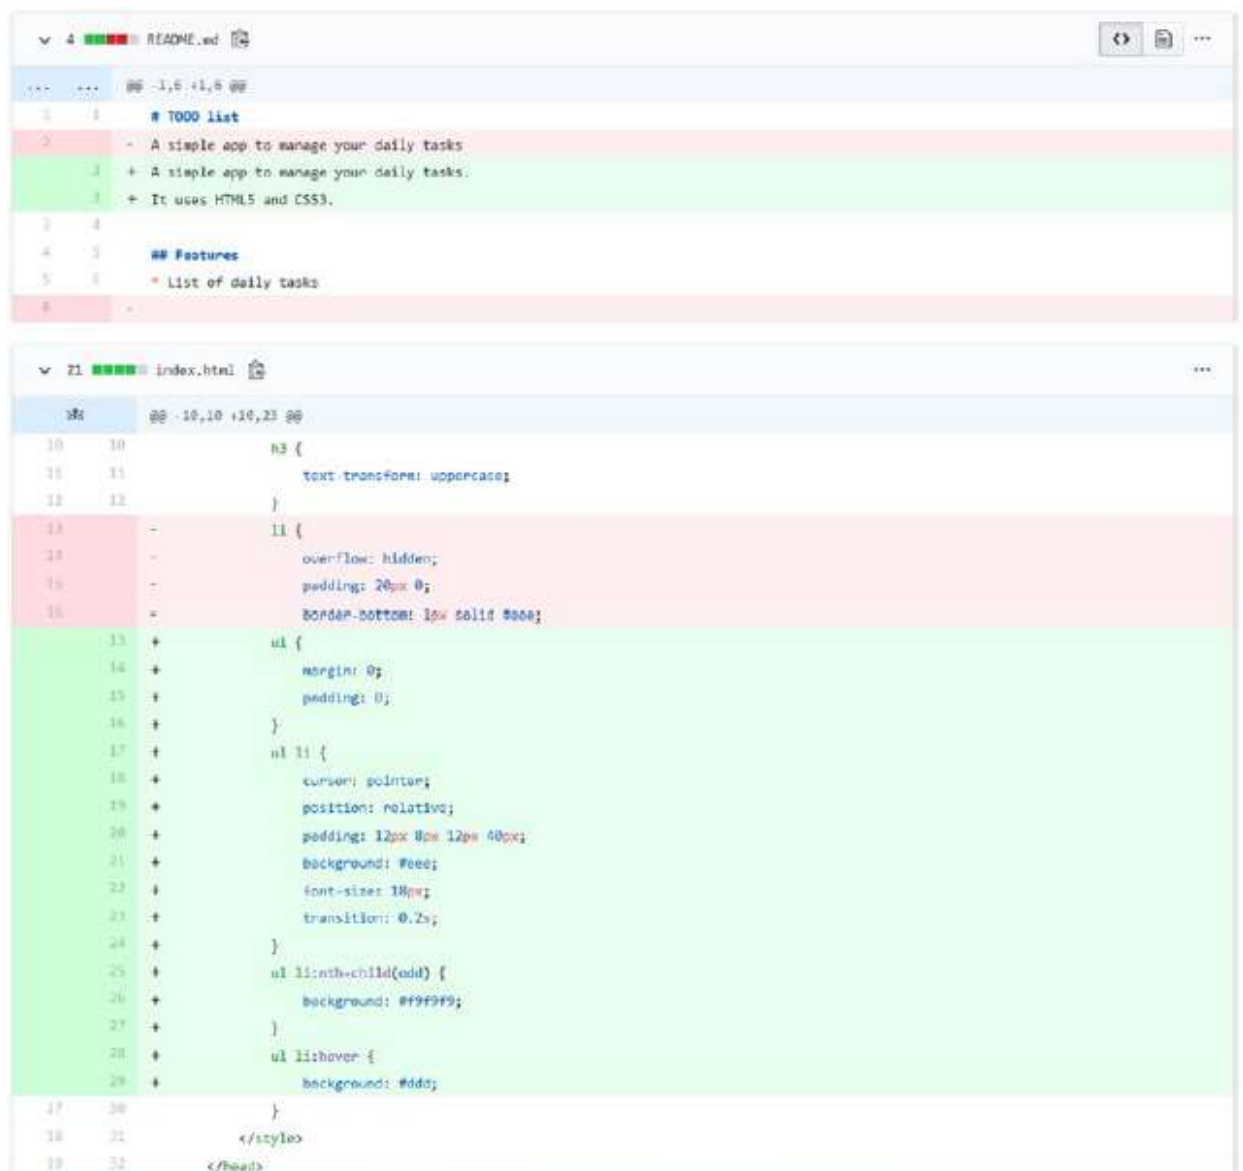 4 README.md
... ... @@ -1,6 +1,6 @@
1 1 # TODO list
2 - A simple app to manage your daily tasks
2 + A simple app to manage your daily tasks.
3 + It uses HTML5 and CSS3.
3 4
4 5 ## Features
5 6 * List of daily tasks
6 -
21 index.html
@@ -10,10 +10,23 @@
10 10 h3 {
11 11 text-transform: uppercase;
12 12 }
13 - li {
14 - overflow: hidden;
15 - padding: 20px 0;
16 - border-bottom: 1px solid #eee;
13 + ul {
14 + margin: 0;
15 + padding: 0;
16 + }
17 + ul li {
18 + cursor: pointer;
19 + position: relative;
20 + padding: 12px 8px 12px 40px;
21 + background: #eee;
22 + font-size: 18px;
23 + transition: 0.2s;
24 + }
25 + ul li:nth-child(odd) {
26 + background: #f9f9f9;
27 + }
28 + ul li:hover {
29 + background: #ddd;
17 30 }
18 31 </style>
19 32 </head>